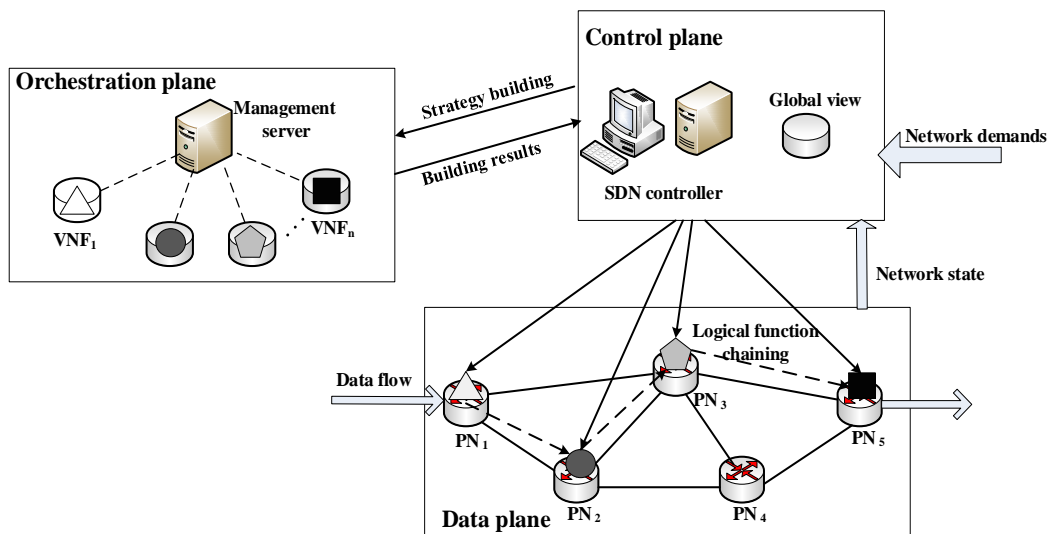 Control plane
Orchestration plane
Management
server
Strategy building
Building results
Global view
Network demands
SDN controller
VNF1
VNFn
Network state
Logical function
chaining
Data flow
PN1
PN3
PN5
PN2
PN4
Data plane